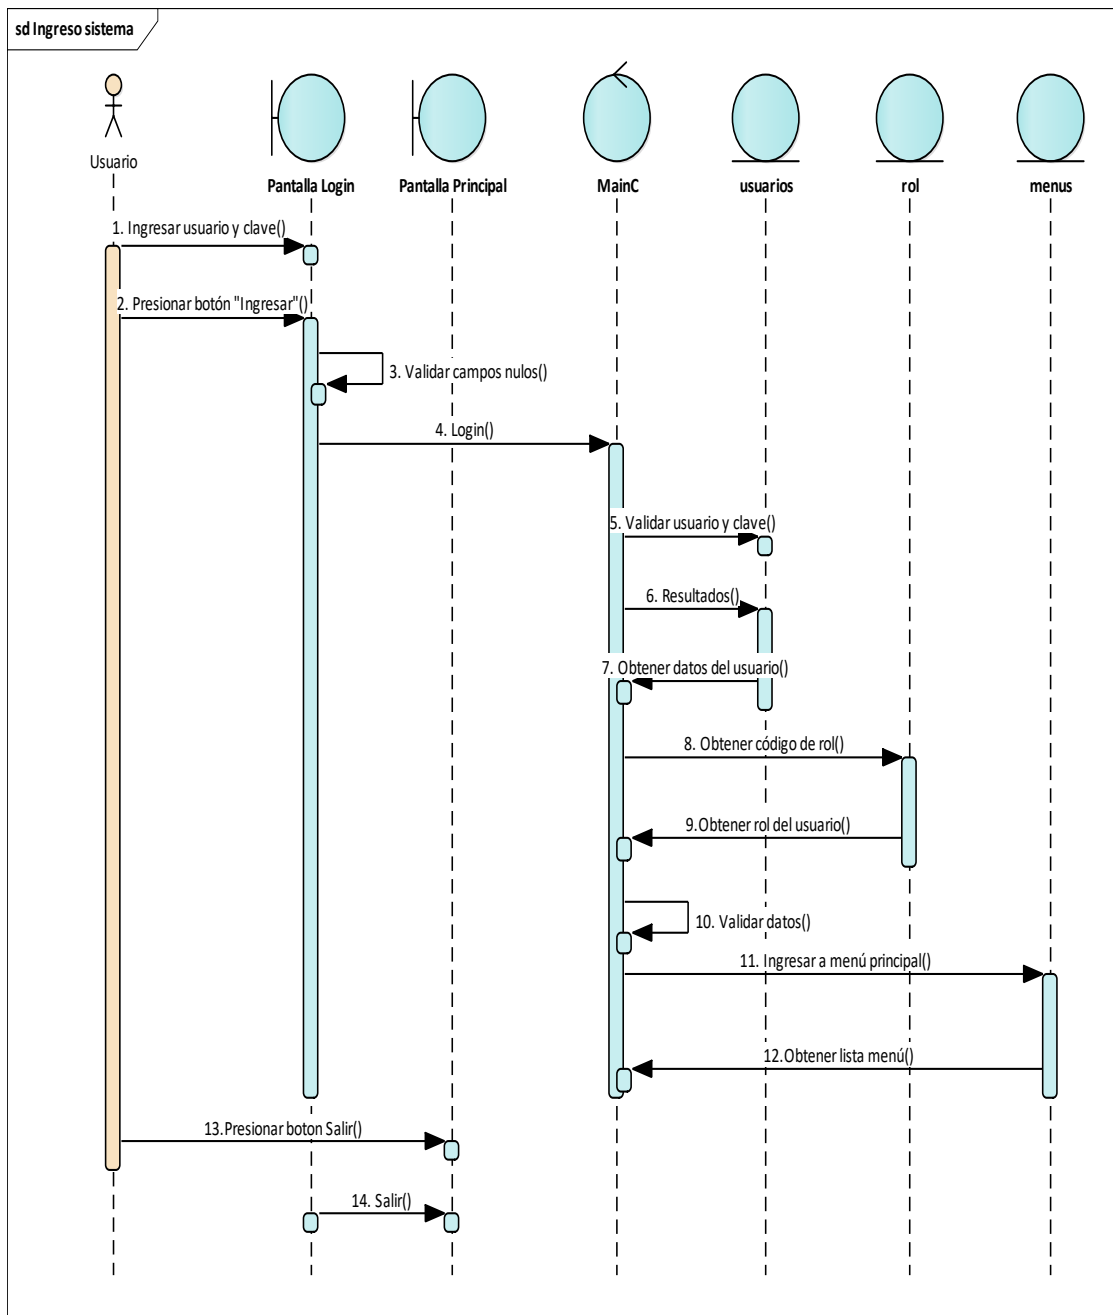 sd Ingreso sistema
Usuario
Pantalla Login
Pantalla Principal
MainC
usuarios
rol
menus
1. Ingresar usuario y clave()
2. Presionar botón "Ingresar"()
3. Validar campos nulos()
4. Login()
5. Validar usuario y clave()
6. Resultados()
7. Obtener datos del usuario()
8. Obtener código de rol()
9.Obtener rol del usuario()
10. Validar datos()
11. Ingresar a menú principal()
12.Obtener lista menú()
13.Presionar boton Salir()
14. Salir()